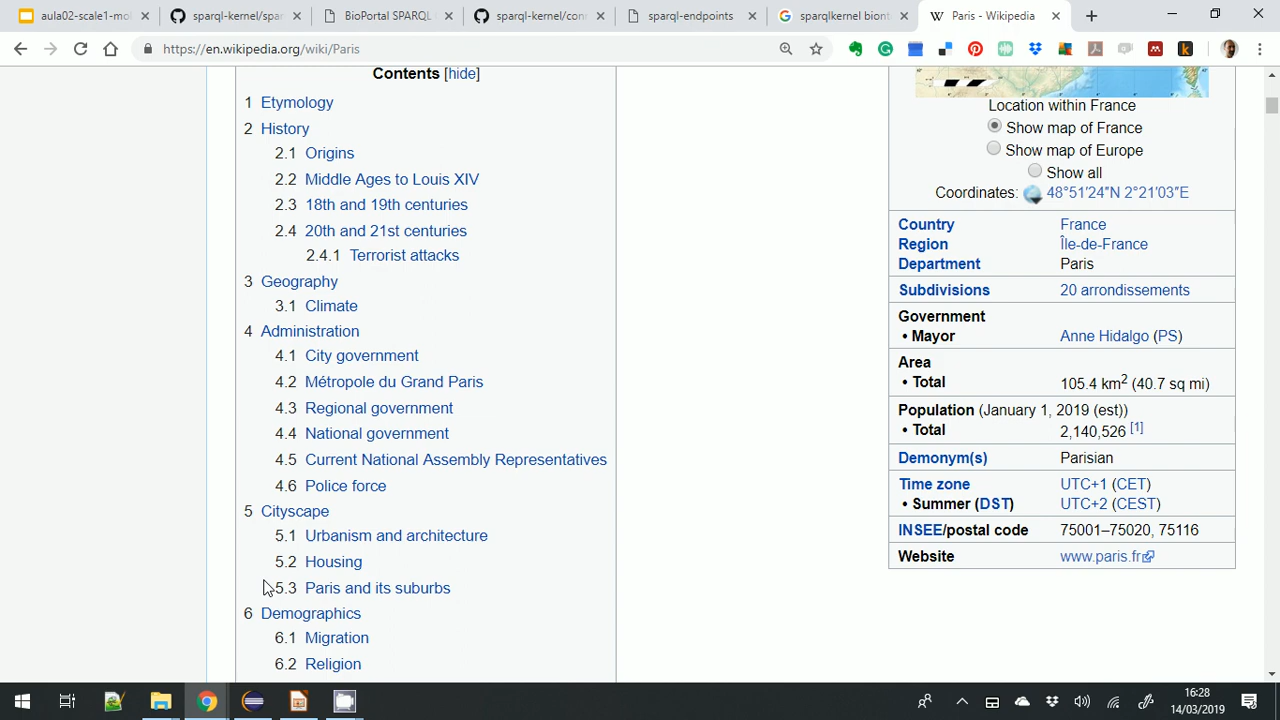 aula02-scale1-mol
sparql-kernel/spar
BioPortal SPARQL
sparql-kernel/con
sparql-endpoints
sparqlkernel biont
Paris - Wikipedia
https://en.wikipedia.org/wiki/Paris
Contents [hide]
1 Etymology
2 History
2.1 Origins
2.2 Middle Ages to Louis XIV
2.3 18th and 19th centuries
2.4 20th and 21st centuries
2.4.1 Terrorist attacks
3 Geography
3.1 Climate
4 Administration
4.1 City government
4.2 Métropole du Grand Paris
4.3 Regional government
4.4 National government
4.5 Current National Assembly Representatives
4.6 Police force
5 Cityscape
5.1 Urbanism and architecture
5.2 Housing
5.3 Paris and its suburbs
6 Demographics
6.1 Migration
6.2 Religion
Location within France
Show map of France
Show map of Europe
Show all
Coordinates: 48°51′24″N 2°21′03″E
Country France
Region Île-de-France
Department Paris
Subdivisions 20 arrondissements
Government
• Mayor Anne Hidalgo (PS)
Area
• Total 105.4 km2 (40.7 sq mi)
Population (January 1, 2019 (est))
• Total 2,140,526 [1]
Demonym(s) Parisian
Time zone UTC+1 (CET)
• Summer (DST) UTC+2 (CEST)
INSEE/postal code 75001–75020, 75116
Website www.paris.fr
16:28
14/03/2019